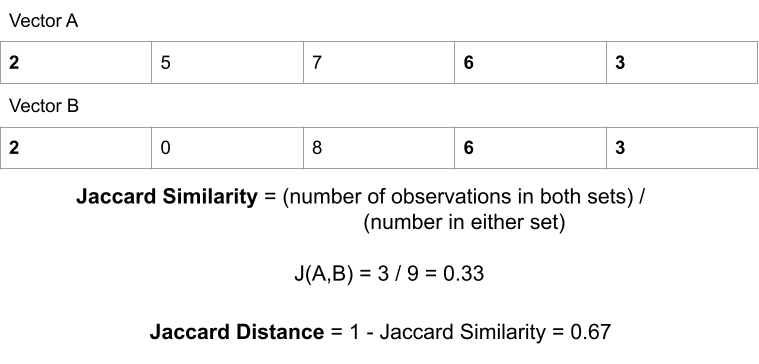 Vector A
2 5 7 6 3
Vector B
2 0 8 6 3
Jaccard Similarity = (number of observations in both sets) /
(number in either set)
J(A,B) = 3 / 9 = 0.33
Jaccard Distance = 1 - Jaccard Similarity = 0.67